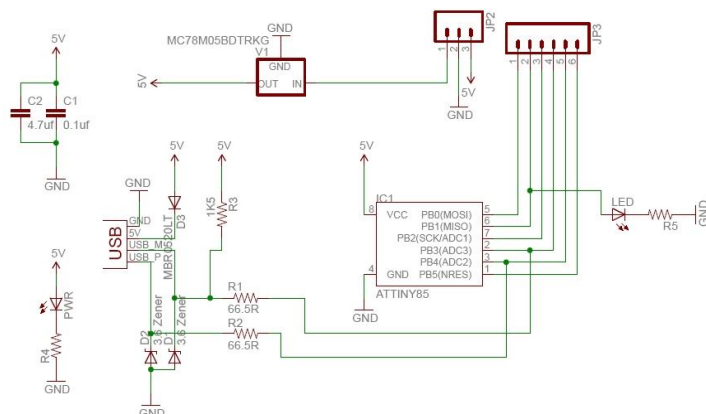 GND
MC78M05BDTRKG
V1
GND
OUT IN
5V
JP2
1 2 3
GND
5V
JP3
1 2 3 4 5 6
5V
C2 C1
4.7uf 0.1uf
GND
5V
5V
5V
GND
USB
GND
5V
USB_M
USB_P
D3
MBR0520LT
1K5
R3
IC1
8 VCC
4 GND
PB0(MOSI) 5
PB1(MISO) 6
PB2(SCK/ADC1) 7
PB3(ADC3) 2
PB4(ADC2) 3
PB5(NRES) 1
ATTINY85
GND
LED
R5
GND
5V
PWR
R4
GND
R1
66.5R
R2
66.5R
D2
3.6 Zener
D1
3.6 Zener
GND